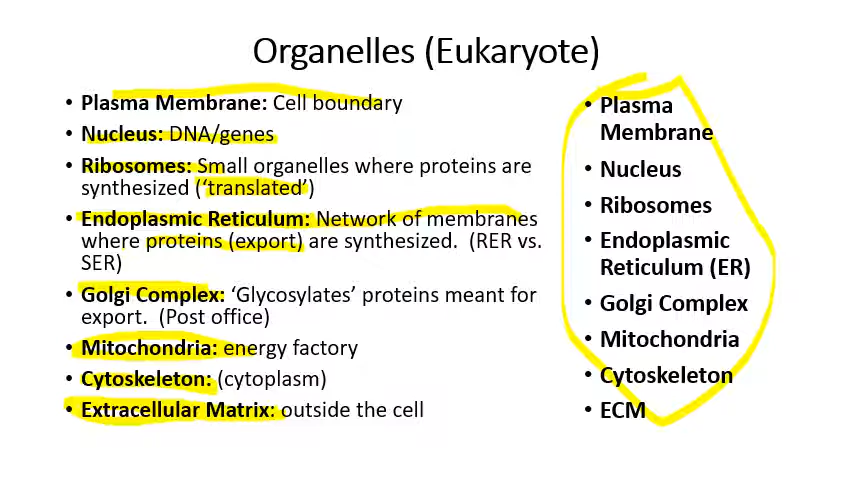 Organelles (Eukaryote)
• Plasma Membrane: Cell boundary
• Nucleus: DNA/genes
• Ribosomes: Small organelles where proteins are
synthesized (‘translated’)
• Endoplasmic Reticulum: Network of membranes
where proteins (export) are synthesized. (RER vs.
SER)
• Golgi Complex: ‘Glycosylates’ proteins meant for
export. (Post office)
• Mitochondria: energy factory
• Cytoskeleton: (cytoplasm)
• Extracellular Matrix: outside the cell
• Plasma
Membrane
• Nucleus
• Ribosomes
• Endoplasmic
Reticulum (ER)
• Golgi Complex
• Mitochondria
• Cytoskeleton
• ECM